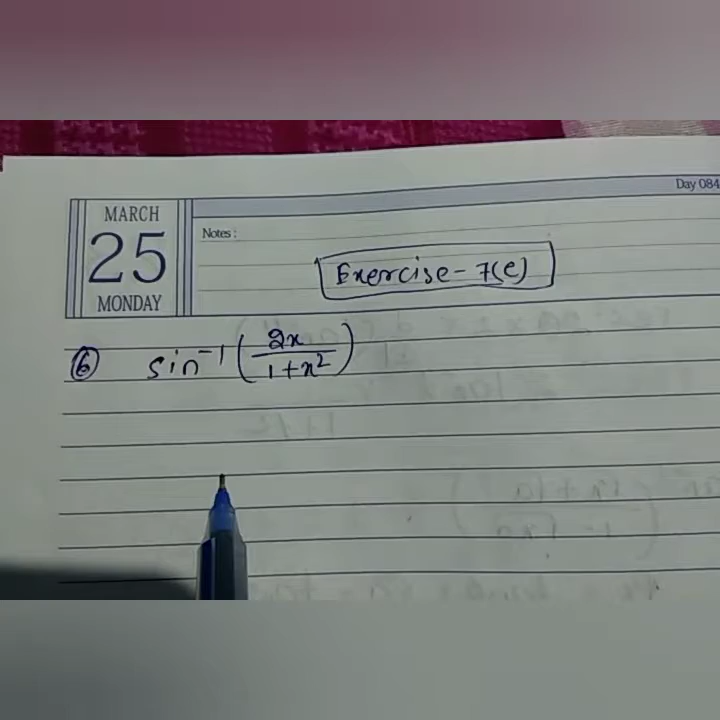 Day 084
MARCH
25
MONDAY
Notes :
Exercise - 7(e)
⑥ sin⁻¹(2x/1+x²)